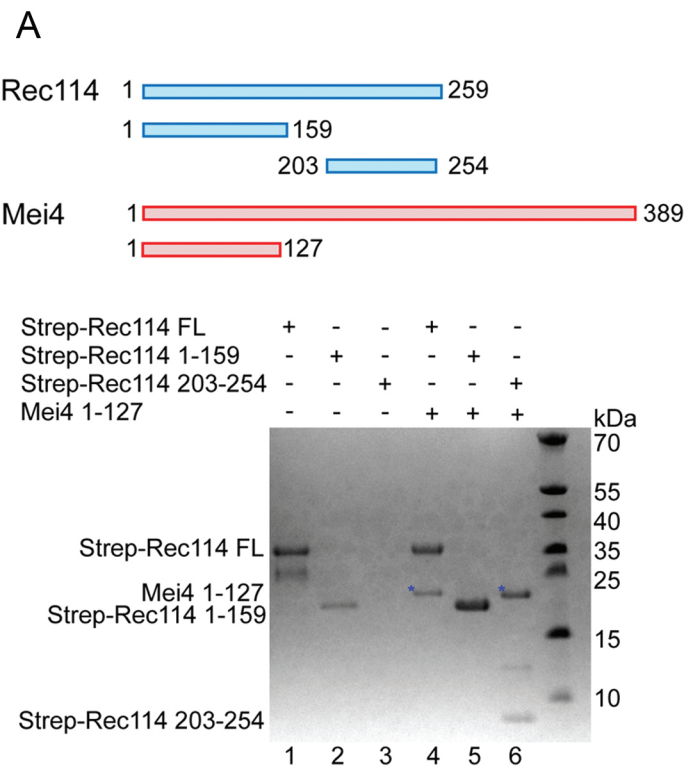 A
Rec114 1 259
1 159
203 254
Mei4 1 389
1 127
Strep-Rec114 FL + - - + - -
Strep-Rec114 1-159 - + - - + -
Strep-Rec114 203-254 - - + - - +
Mei4 1-127 - - - + + +
kDa
70
55
40
Strep-Rec114 FL 35
25
Mei4 1-127 * *
Strep-Rec114 1-159
15
10
Strep-Rec114 203-254
1 2 3 4 5 6